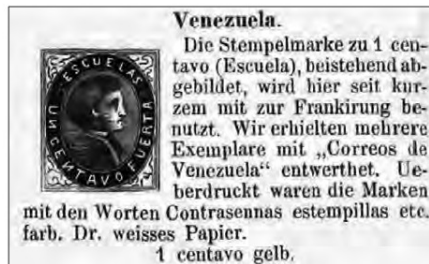 Venezuela.
Die Stempelmarke zu 1 cen-
tavo (Escuela), beistehend ab-
gebildet, wird hier seit kur-
zem mit zur Frankirung be-
nutzt. Wir erhielten mehrere
Exemplare mit „Correos de
Venezuela“ entwerthet. Ue-
berdruckt waren die Marken
mit den Worten Contrasennas estempillas etc.
farb. Dr. weisses Papier.
1 centavo gelb.
ESCUELAS
UN CENTAVO FUERTA